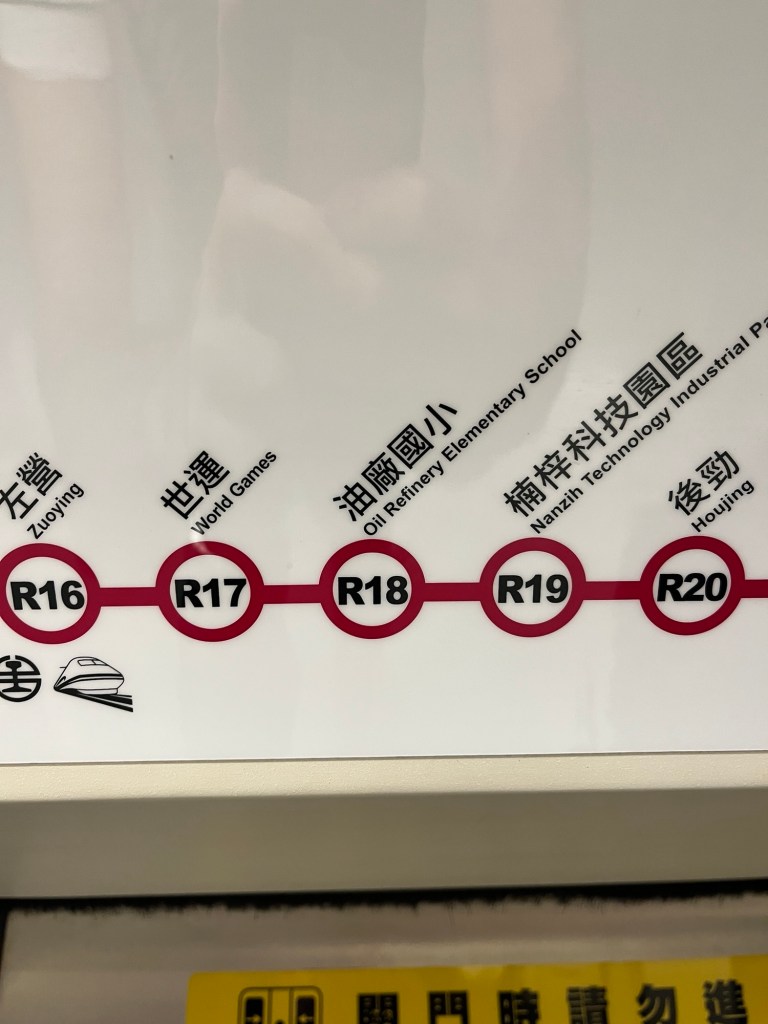 左營
Zuoying
世運
World Games
油廠國小
Oil Refinery Elementary School
楠梓科技園區
Nanzih Technology Industrial Pa
後勁
Houjing
R16
R17
R18
R19
R20
關門時請勿進